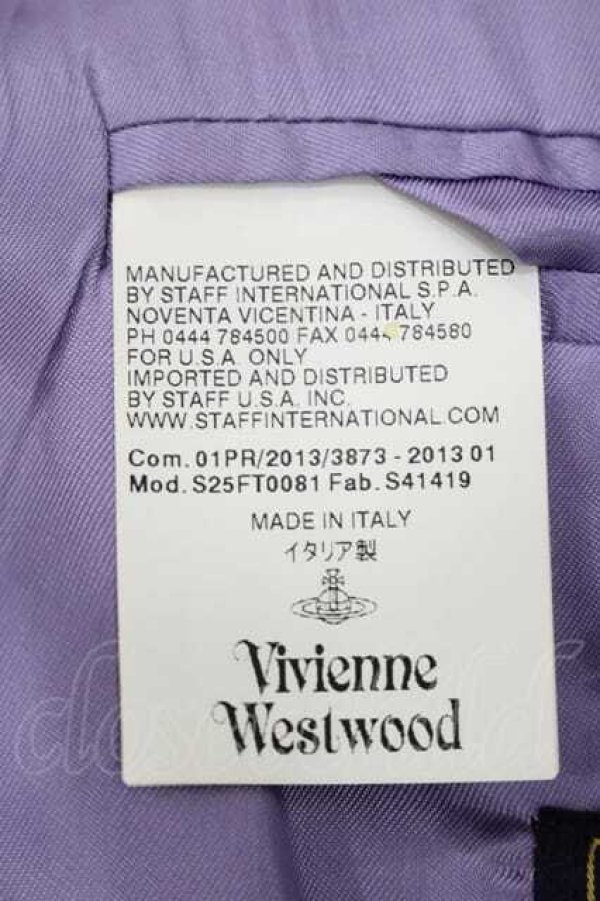 MANUFACTURED AND DISTRIBUTED
BY STAFF INTERNATIONAL S.P.A.
NOVENTA VICENTINA - ITALY
PH 0444 784500 FAX 0444 784580
FOR U.S.A. ONLY
IMPORTED AND DISTRIBUTED
BY STAFF U.S.A. INC.
WWW.STAFFINTERNATIONAL.COM
Com. 01PR/2013/3873 - 2013 01
Mod. S25FT0081 Fab. S41419
MADE IN ITALY
イタリア製
Vivienne
Westwood